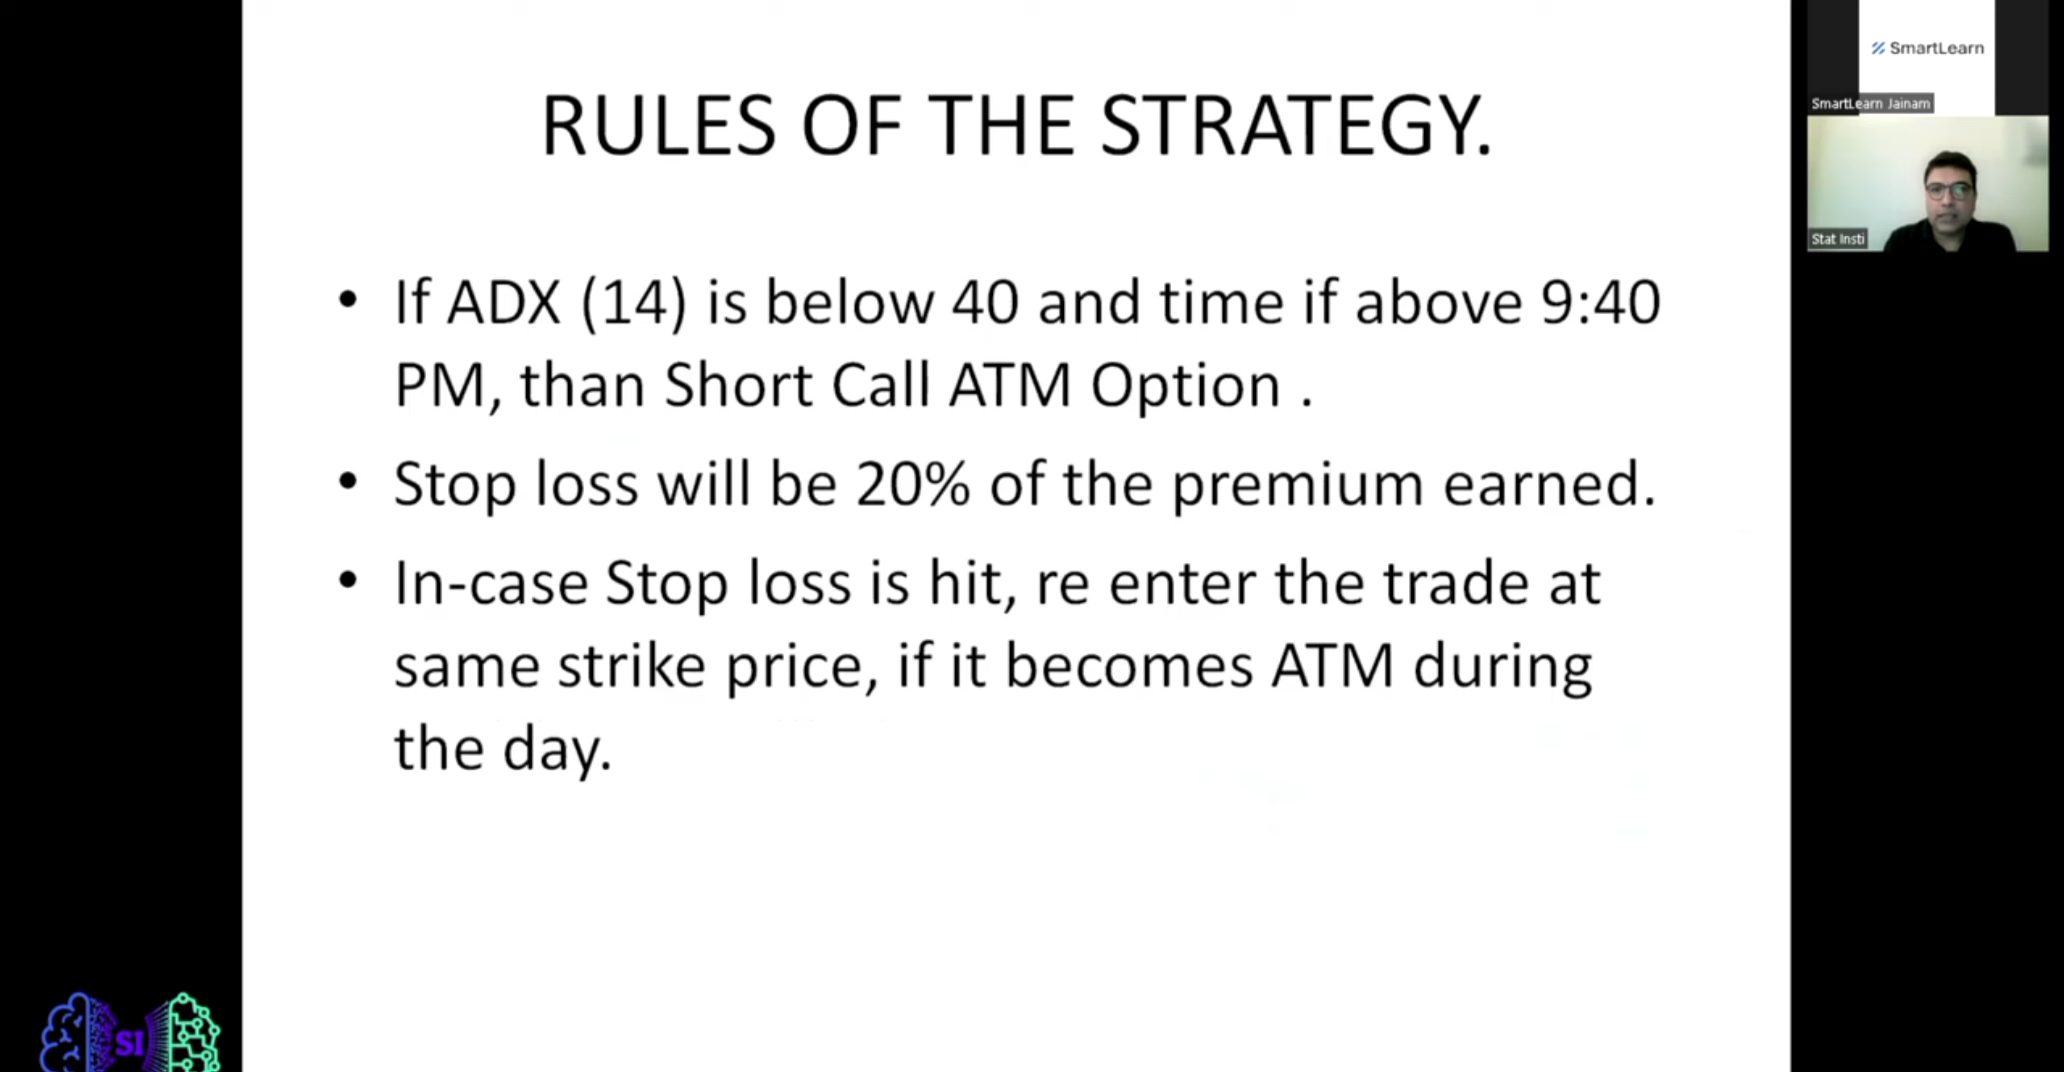 RULES OF THE STRATEGY.
• If ADX (14) is below 40 and time if above 9:40
PM, than Short Call ATM Option .
• Stop loss will be 20% of the premium earned.
• In-case Stop loss is hit, re enter the trade at
same strike price, if it becomes ATM during
the day.
SmartLearn
SmartLearn Jainam
Stat Insti
SI